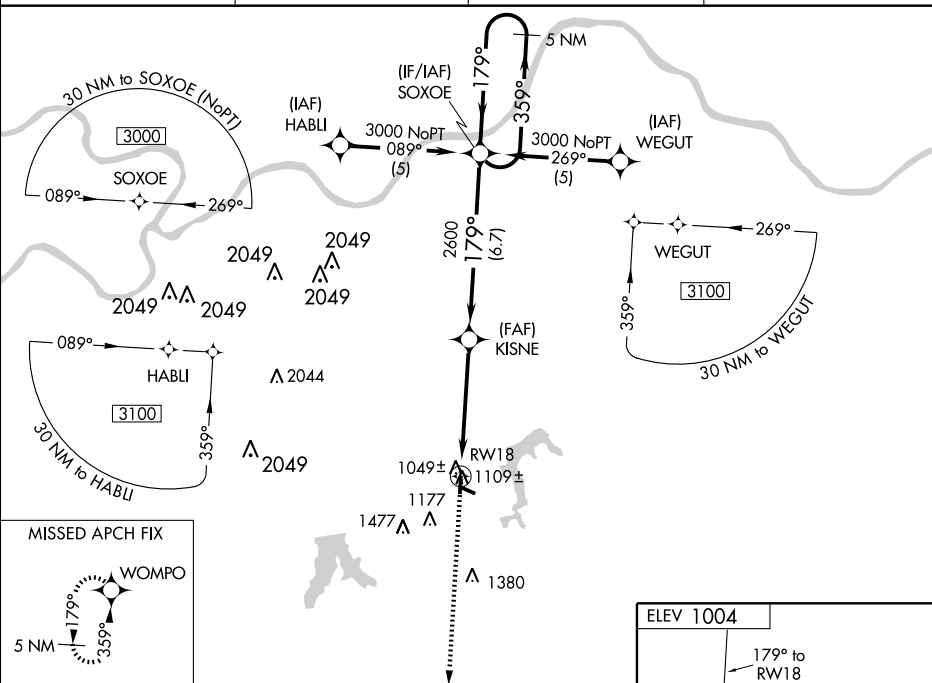 5 NM
179°
359°
(IF/IAF)
SOXOE
30 NM to SOXOE (NoPT)
3000
SOXOE
089°
269°
(IAF)
HABLI
3000 NoPT
089°
(5)
3000 NoPT
269°
(5)
(IAF)
WEGUT
2600
179°
(6.7)
2049
2049
2049
2049
2049
WEGUT
269°
3100
359°
30 NM to WEGUT
(FAF)
KISNE
089°
HABLI
3100
359°
30 NM to HABLI
2044
2049
RW18
1049±
1109±
1177
1477
1380
MISSED APCH FIX
WOMPO
179°
359°
5 NM
ELEV 1004
179° to
RW18